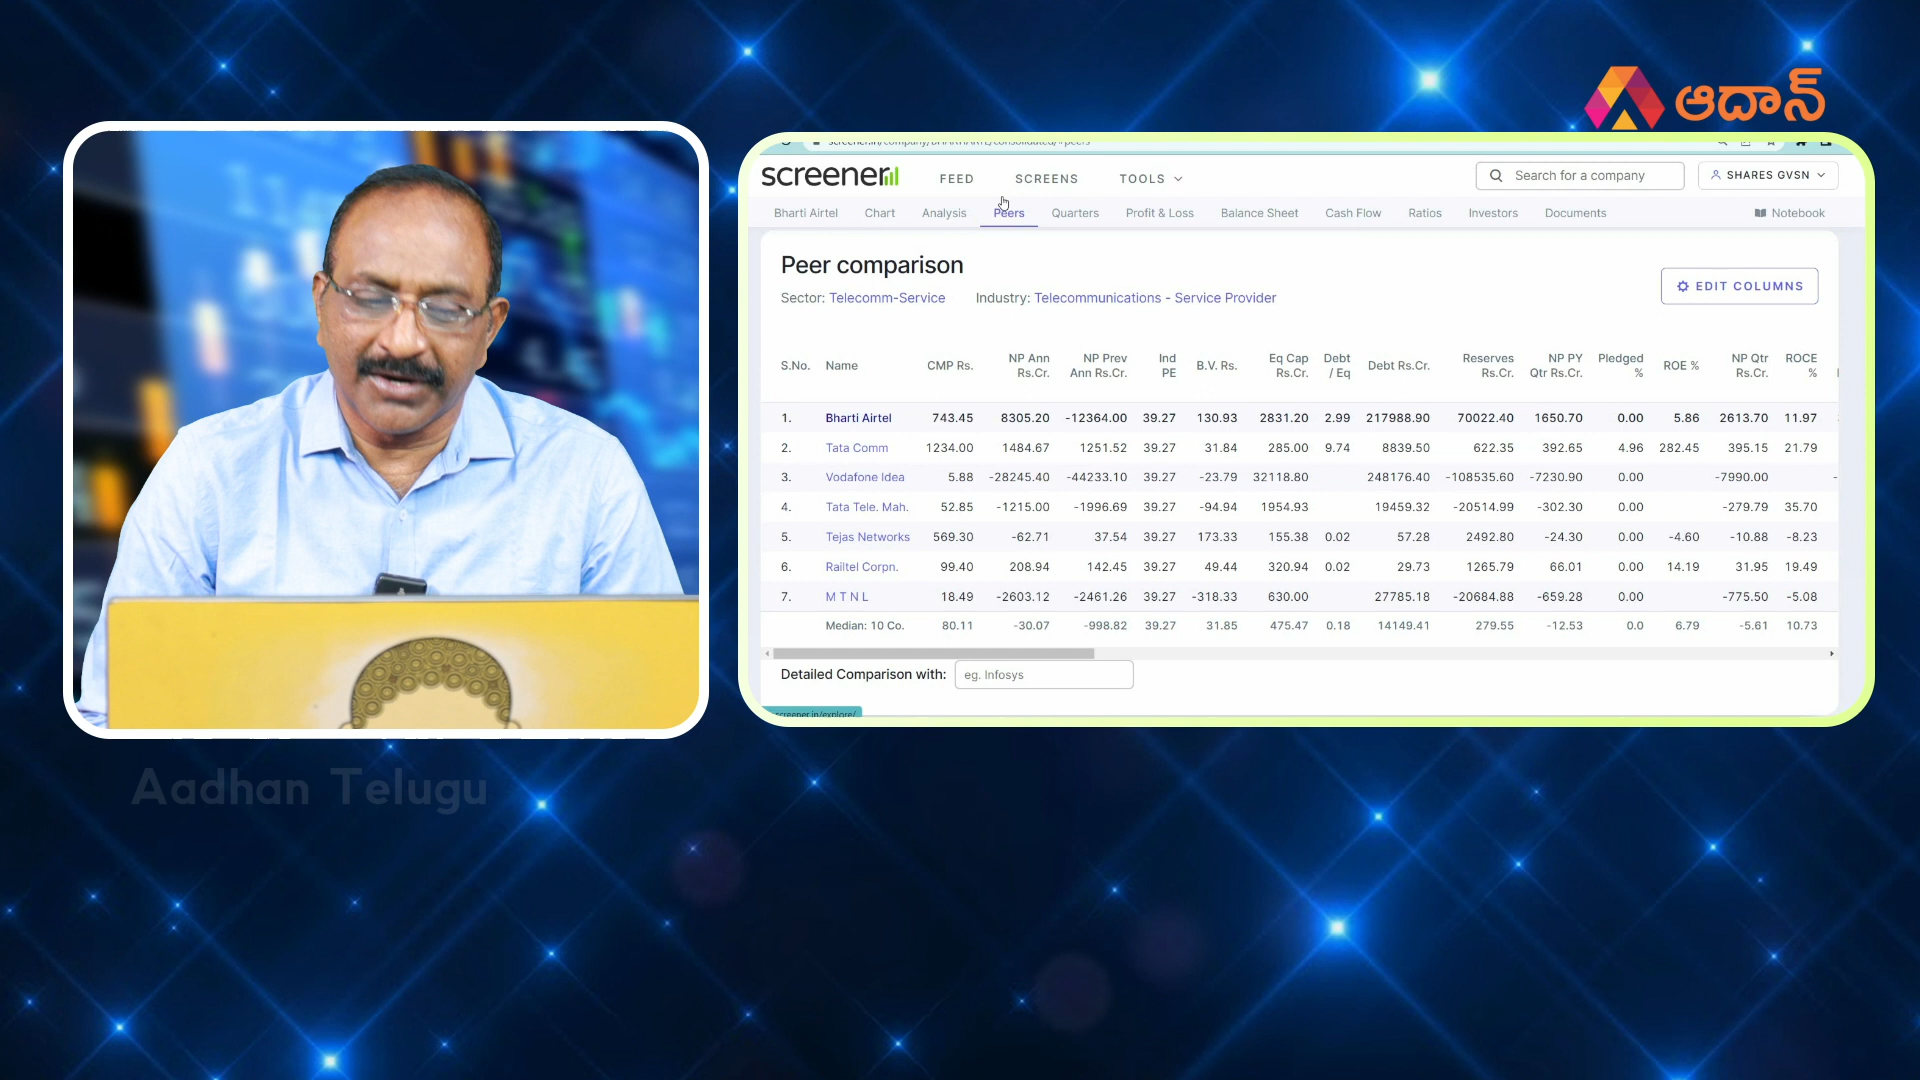 ఆదాన్
screener
FEED SCREENS TOOLS
Search for a company
SHARES GVSN
Bharti Airtel Chart Analysis Peers Quarters Profit & Loss Balance Sheet Cash Flow Ratios Investors Documents Notebook
Peer comparison
EDIT COLUMNS
Sector: Telecomm-Service Industry: Telecommunications - Service Provider
S.No. Name CMP Rs. NP Ann Rs.Cr. NP Prev Ann Rs.Cr. Ind PE B.V. Rs. Eq Cap Rs.Cr. Debt / Eq Debt Rs.Cr. Reserves Rs.Cr. NP PY Qtr Rs.Cr. Pledged % ROE % NP Qtr Rs.Cr. ROCE %
1. Bharti Airtel 743.45 8305.20 -12364.00 39.27 130.93 2831.20 2.99 217988.90 70022.40 1650.70 0.00 5.86 2613.70 11.97
2. Tata Comm 1234.00 1484.67 1251.52 39.27 31.84 285.00 9.74 8839.50 622.35 392.65 4.96 282.45 395.15 21.79
3. Vodafone Idea 5.88 -28245.40 -44233.10 39.27 -23.79 32118.80 248176.40 -108535.60 -7230.90 0.00 -7990.00
4. Tata Tele. Mah. 52.85 -1215.00 -1996.69 39.27 -94.94 1954.93 19459.32 -20514.99 -302.30 0.00 -279.79 35.70
5. Tejas Networks 569.30 -62.71 37.54 39.27 173.33 155.38 0.02 57.28 2492.80 -24.30 0.00 -4.60 -10.88 -8.23
6. Railtel Corpn. 99.40 208.94 142.45 39.27 49.44 320.94 0.02 29.73 1265.79 66.01 0.00 14.19 31.95 19.49
7. M T N L 18.49 -2603.12 -2461.26 39.27 -318.33 630.00 27785.18 -20684.88 -659.28 0.00 -775.50 -5.08
Median: 10 Co. 80.11 -30.07 -998.82 39.27 31.85 475.47 0.18 14149.41 279.55 -12.53 0.0 6.79 -5.61 10.73
Detailed Comparison with: eg. Infosys
screener.in/explore/
Aadhan Telugu